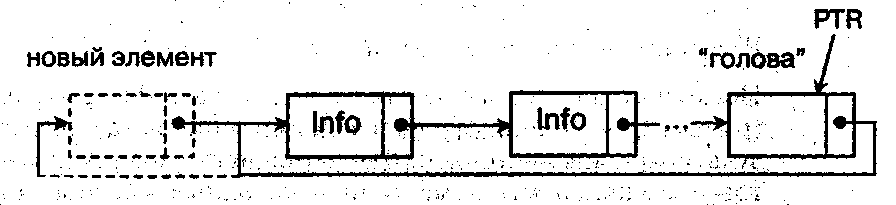 PTR
новый элемент
"голова"
Info
Info
...